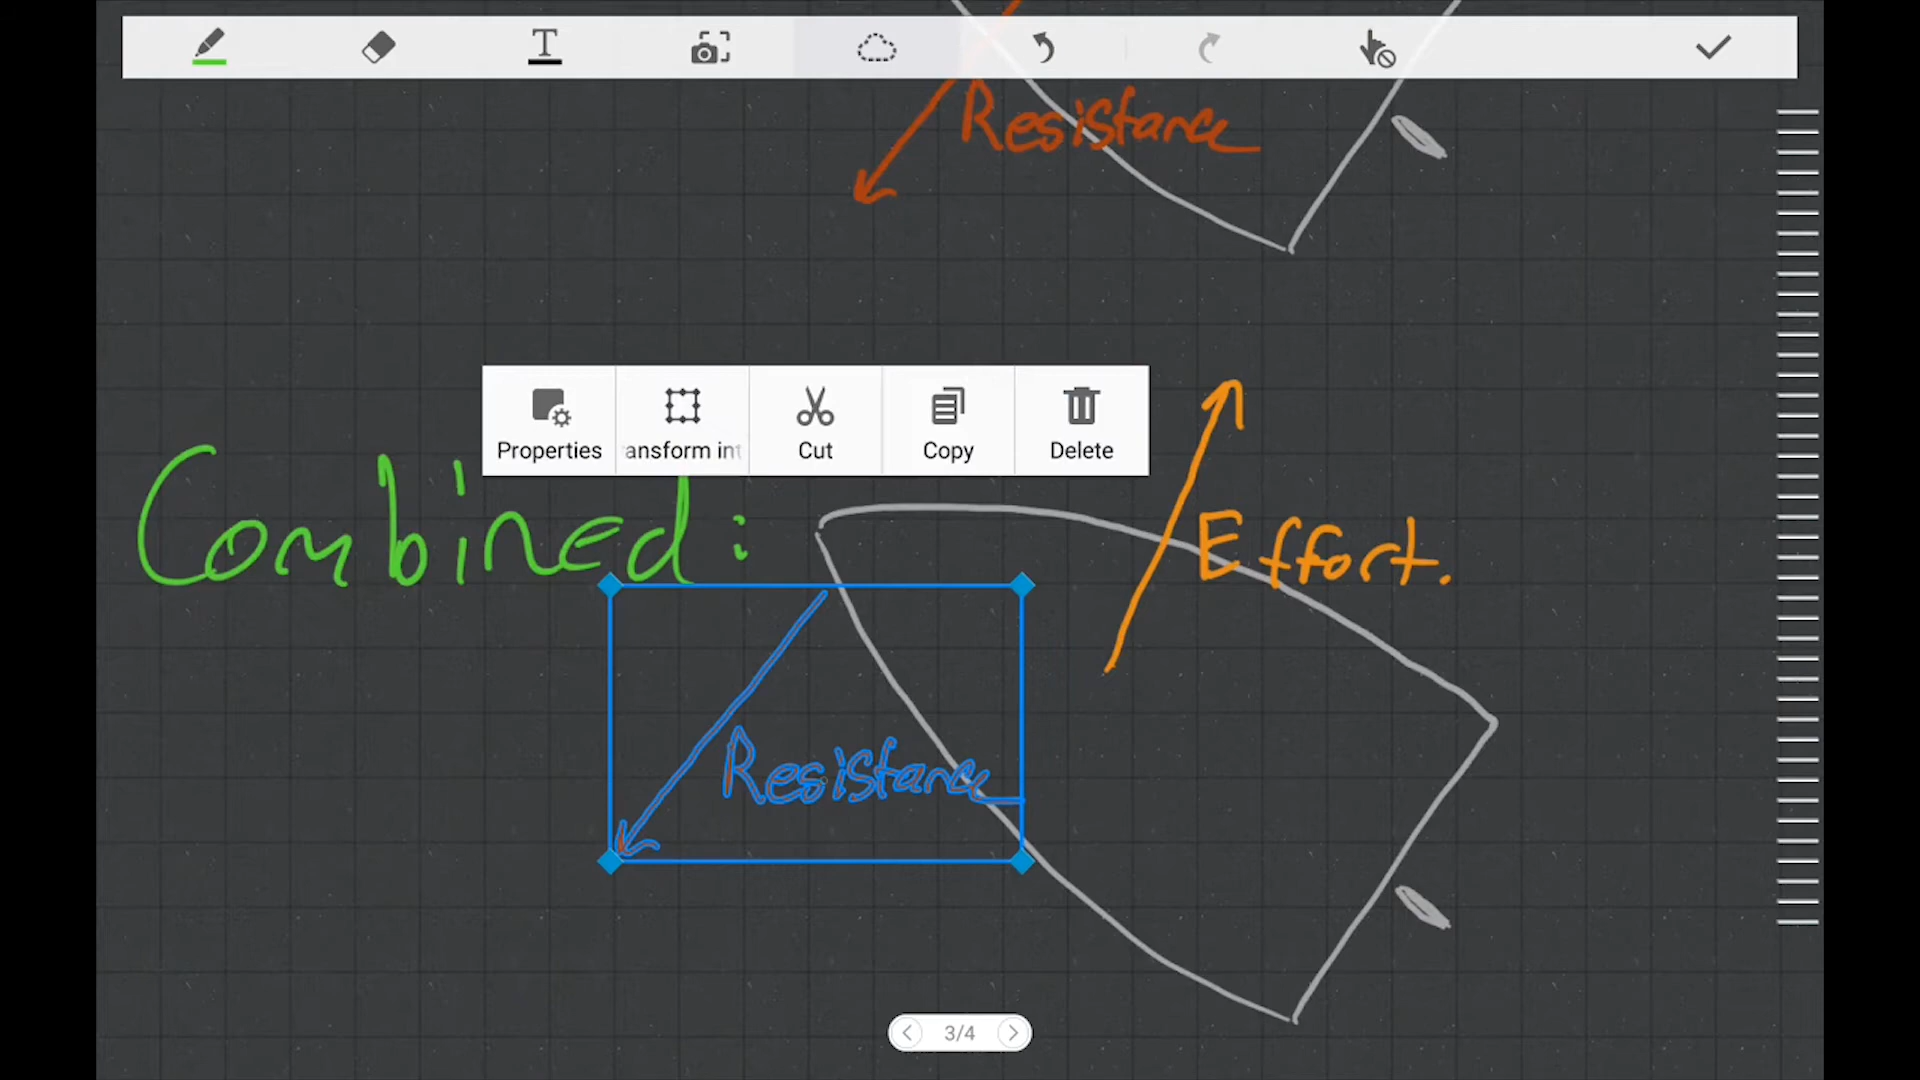 T
Resistance
Properties
ansform int
Cut
Copy
Delete
Combined:
Effort.
Resistance
3/4